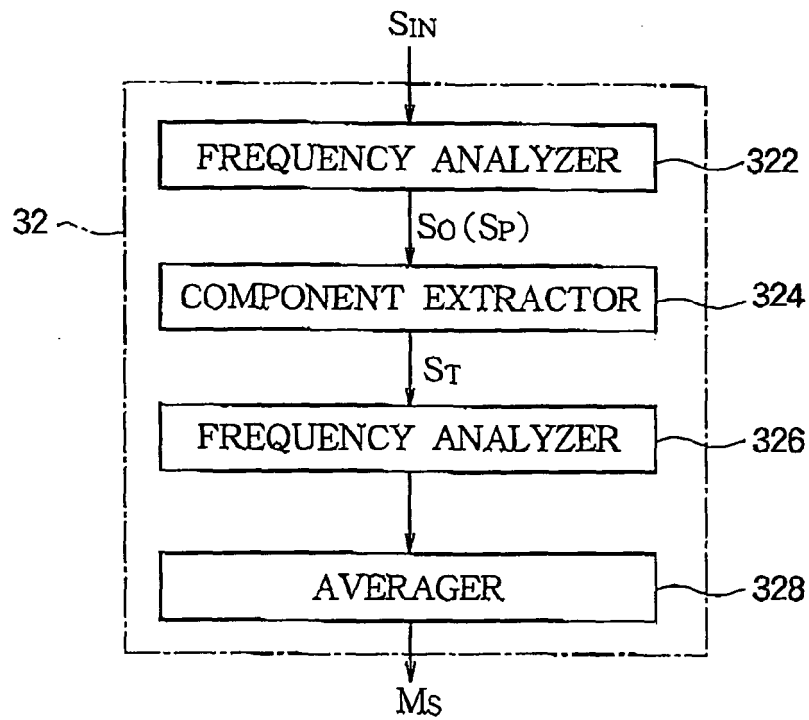 SIN
FREQUENCY ANALYZER
322
32
SO (SP)
COMPONENT EXTRACTOR
324
ST
FREQUENCY ANALYZER
326
AVERAGER
328
MS